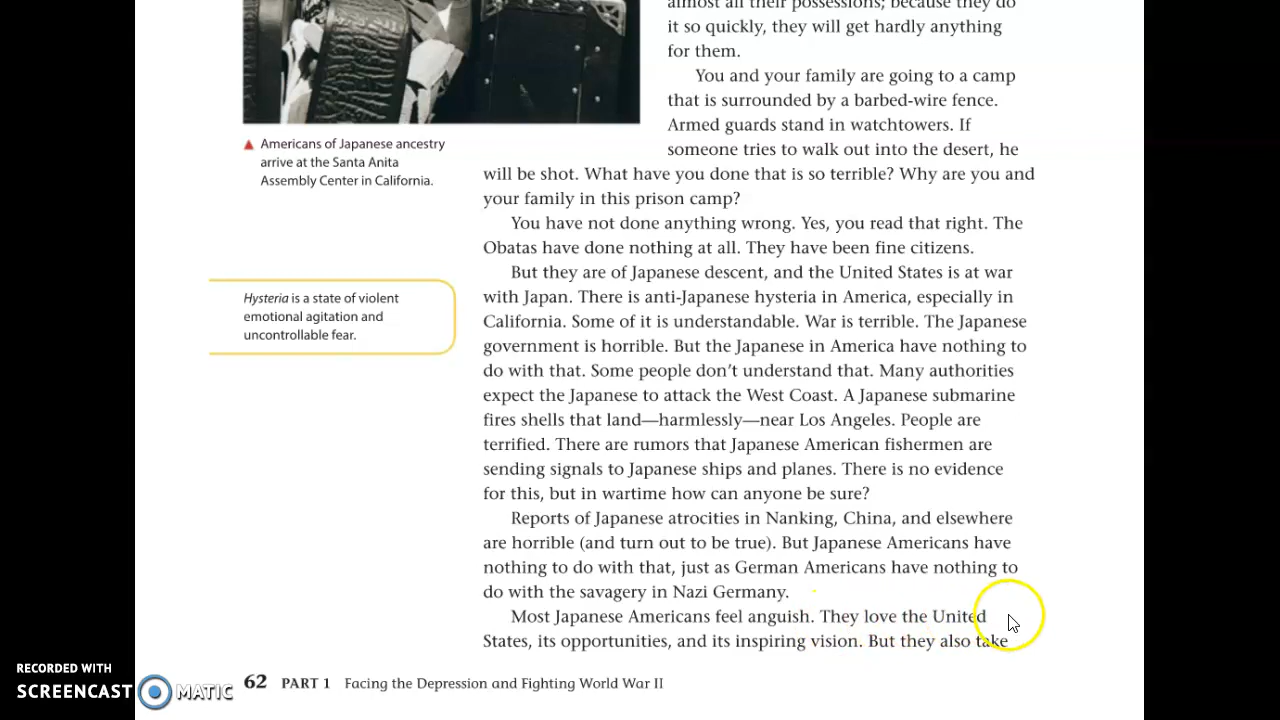 almost all their possessions; because they do
it so quickly, they will get hardly anything
for them.
You and your family are going to a camp
that is surrounded by a barbed-wire fence.
Armed guards stand in watchtowers. If
someone tries to walk out into the desert, he
will be shot. What have you done that is so terrible? Why are you and
your family in this prison camp?
You have not done anything wrong. Yes, you read that right. The
Obatas have done nothing at all. They have been fine citizens.
But they are of Japanese descent, and the United States is at war
with Japan. There is anti-Japanese hysteria in America, especially in
California. Some of it is understandable. War is terrible. The Japanese
government is horrible. But the Japanese in America have nothing to
do with that. Some people don't understand that. Many authorities
expect the Japanese to attack the West Coast. A Japanese submarine
fires shells that land—harmlessly—near Los Angeles. People are
terrified. There are rumors that Japanese American fishermen are
sending signals to Japanese ships and planes. There is no evidence
for this, but in wartime how can anyone be sure?
Reports of Japanese atrocities in Nanking, China, and elsewhere
are horrible (and turn out to be true). But Japanese Americans have
nothing to do with that, just as German Americans have nothing to
do with the savagery in Nazi Germany.
Most Japanese Americans feel anguish. They love the United
States, its opportunities, and its inspiring vision. But they also take
▲ Americans of Japanese ancestry
arrive at the Santa Anita
Assembly Center in California.
Hysteria is a state of violent
emotional agitation and
uncontrollable fear.
62 PART 1 Facing the Depression and Fighting World War II
RECORDED WITH
SCREENCAST MATIC